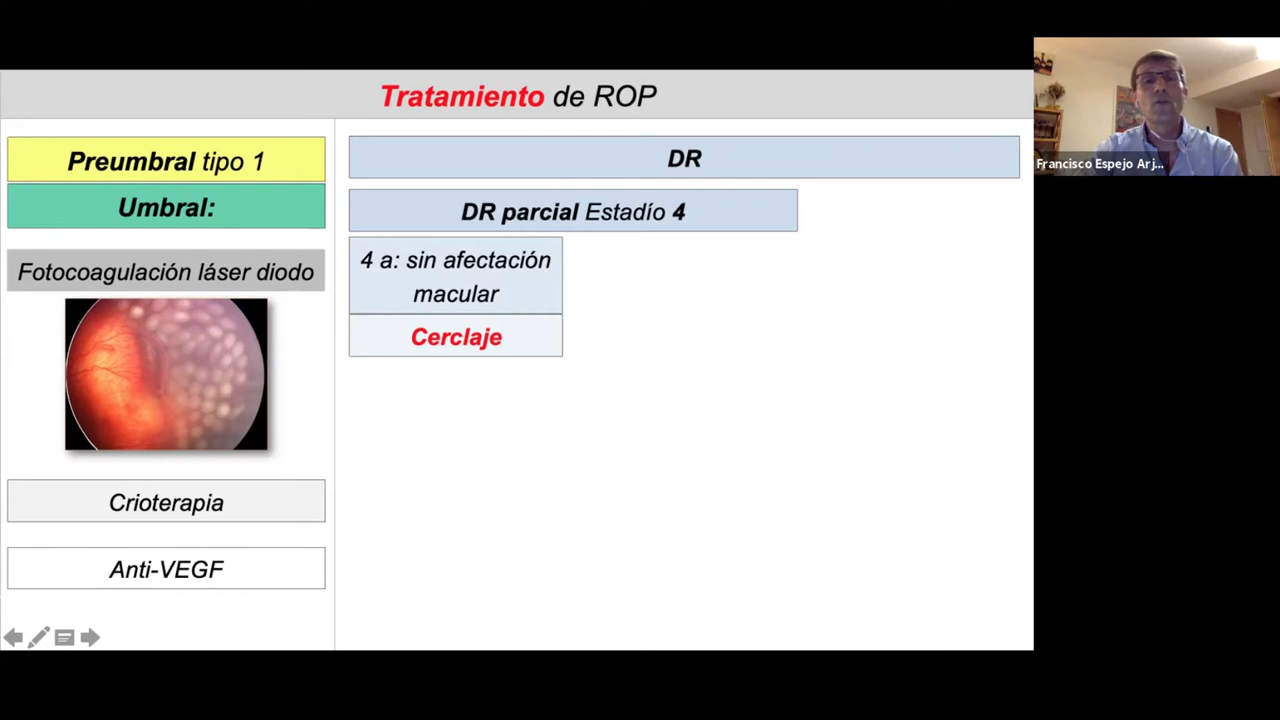 Tratamiento de ROP
Preumbral tipo 1
Umbral:
Fotocoagulación láser diodo
Crioterapia
Anti-VEGF
DR
DR parcial Estadío 4
4 a: sin afectación
macular
Cerclaje
Francisco Espejo Arj...